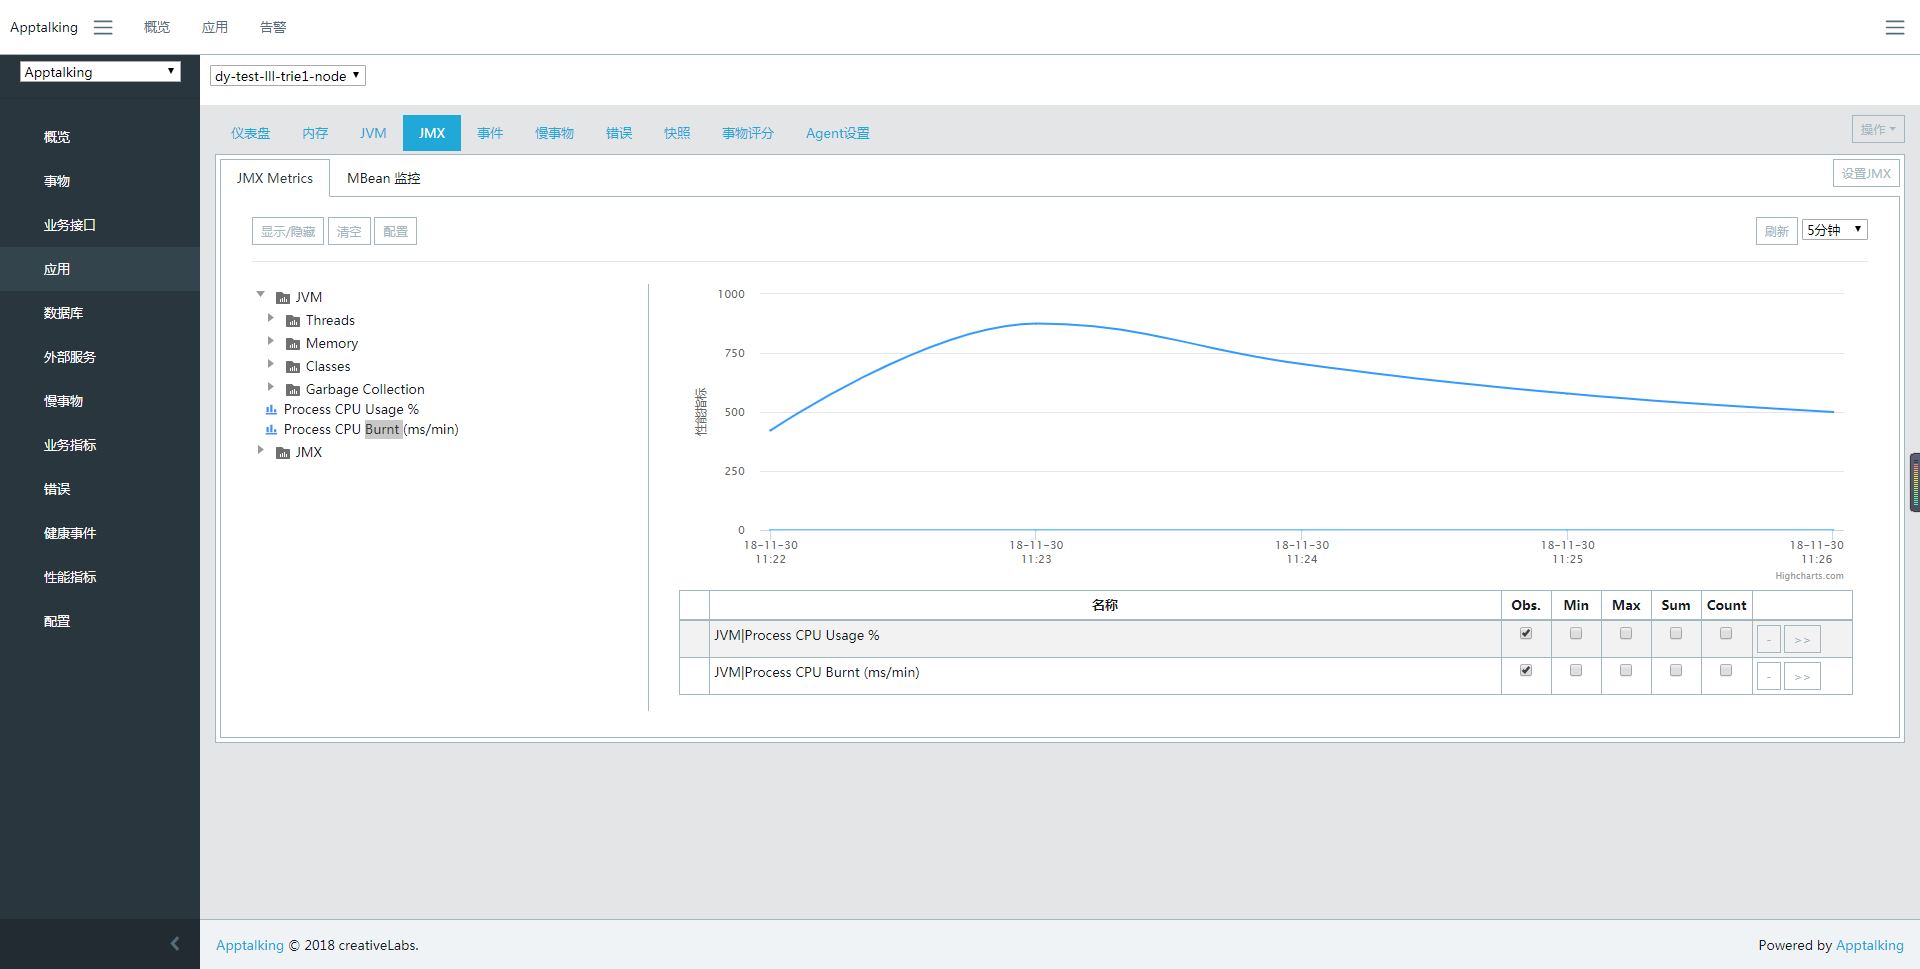 Apptalking 概览 应用 告警
Apptalking
dy-test-lll-trie1-node
概览
事物
业务接口
应用
数据库
外部服务
慢事物
业务指标
错误
健康事件
性能指标
配置
仪表盘 内存 JVM JMX 事件 慢事物 错误 快照 事物评分 Agent设置
操作
JMX Metrics MBean 监控
设置JMX
显示/隐藏 清空 配置
刷新 5分钟
JVM
Threads
Memory
Classes
Garbage Collection
Process CPU Usage %
Process CPU Burnt (ms/min)
JMX
性能指标
1000
750
500
250
0
18-11-30 18-11-30 18-11-30 18-11-30 18-11-30
11:22 11:23 11:24 11:25 11:26
Highcharts.com
名称 Obs. Min Max Sum Count
JVM|Process CPU Usage % - >>
JVM|Process CPU Burnt (ms/min) - >>
Apptalking © 2018 creativeLabs.
Powered by Apptalking